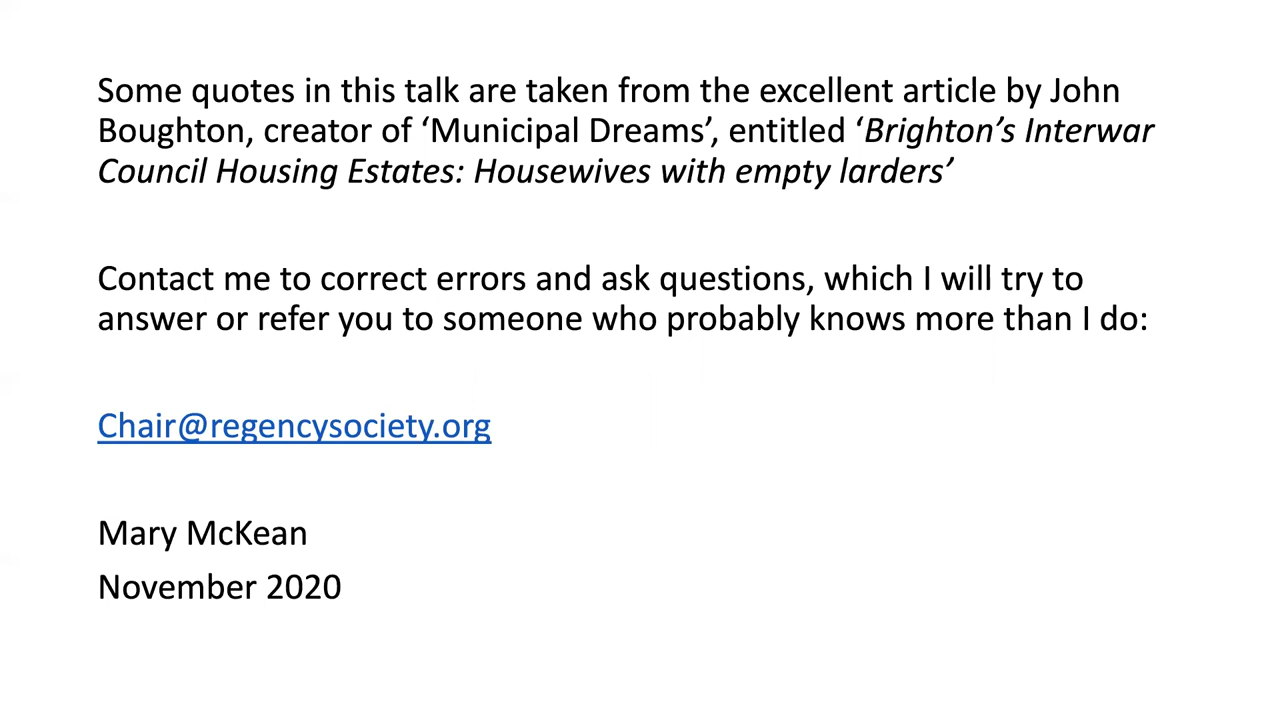 Some quotes in this talk are taken from the excellent article by John
Boughton, creator of ‘Municipal Dreams’, entitled ‘Brighton’s Interwar
Council Housing Estates: Housewives with empty larders’
Contact me to correct errors and ask questions, which I will try to
answer or refer you to someone who probably knows more than I do:
Chair@regencysociety.org
Mary McKean
November 2020